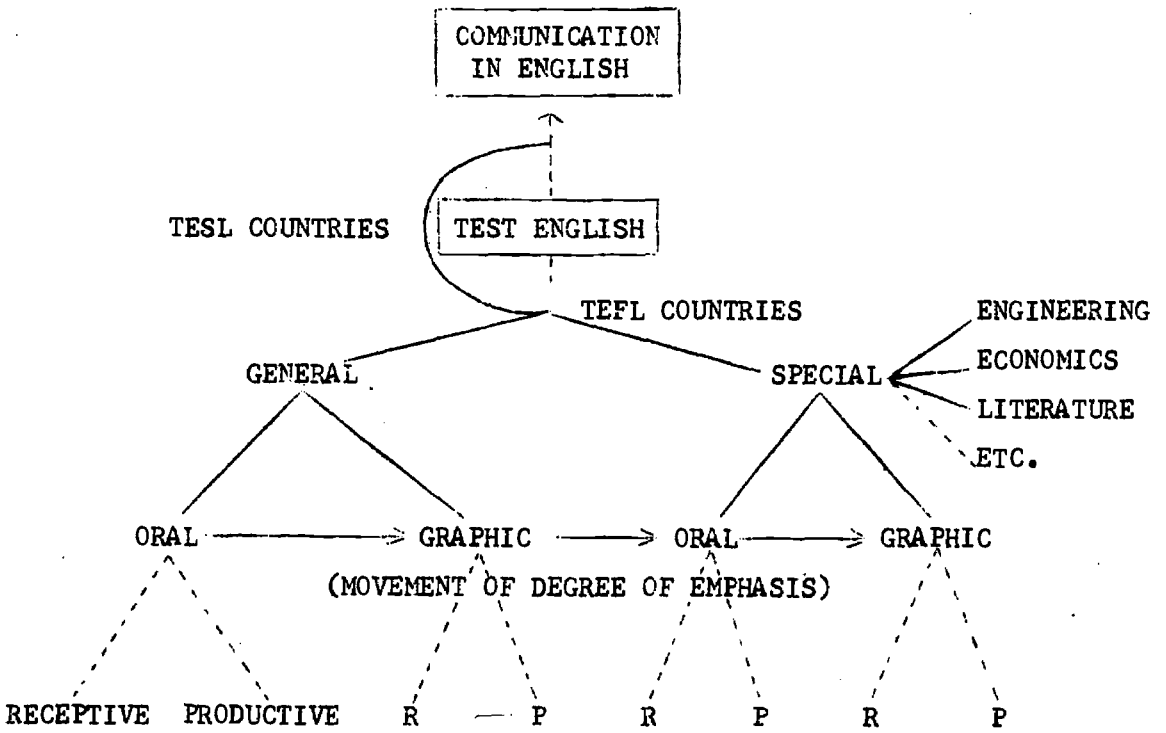 COMMUNICATION
IN ENGLISH
TESL COUNTRIES
TEST ENGLISH
TEFL COUNTRIES
ENGINEERING
GENERAL
SPECIAL
ECONOMICS
LITERATURE
ETC.
ORAL
GRAPHIC
ORAL
GRAPHIC
(MOVEMENT OF DEGREE OF EMPHASIS)
RECEPTIVE PRODUCTIVE R P R P R P